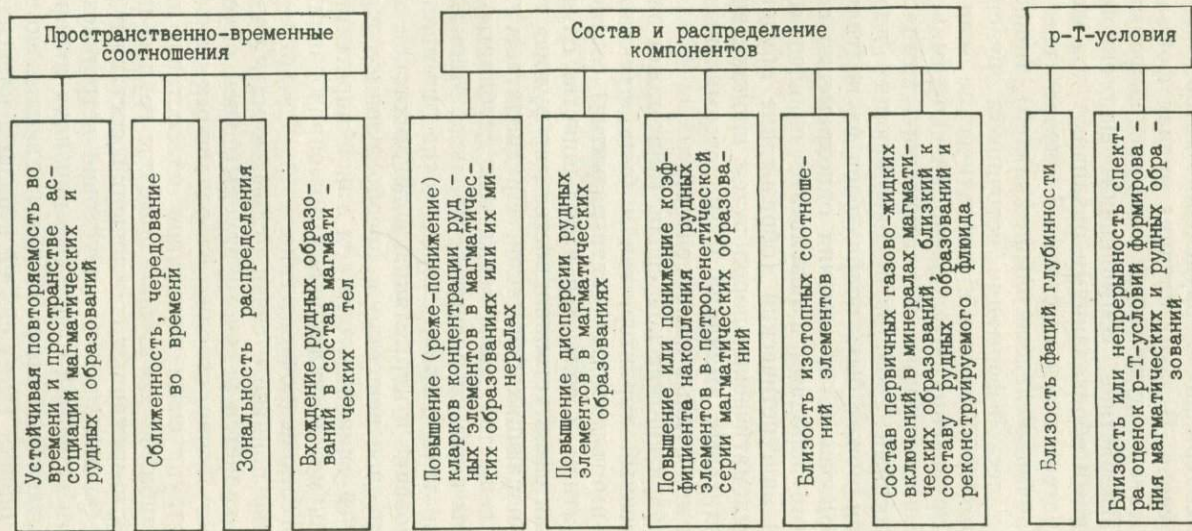 Пространственно-временные
соотношения
Состав и распределение
компонентов
р-Т-условия
Устойчивая повторяемость во
времени и пространстве ас-
социаций магматических и
рудных образований
Сближенность, чередование
во времени
Зональность распределения
Вхождение рудных образо-
ваний в состав магмати -
ческих тел
Повышение (реже-понижение)
кларков концентрации руд -
ных элементов в магматичес-
ких образованиях или их ми-
нералах
Повышение дисперсии рудных
элементов в магматических
образованиях
Повышение или понижение коэф-
фициента накопления рудных
элементов в петрогенетической
серии магматических образова-
ний
Близость изотопных соотноше-
ний элементов
Состав первичных газово-жидких
включений в минералах магмати-
ческих образований, близкий к
составу рудных образований и
реконструируемого флюида
Близость фаций глубинности
Близость или непрерывность спект-
ра оценок р-Т-условий формирова -
ния магматических и рудных обра -
зований